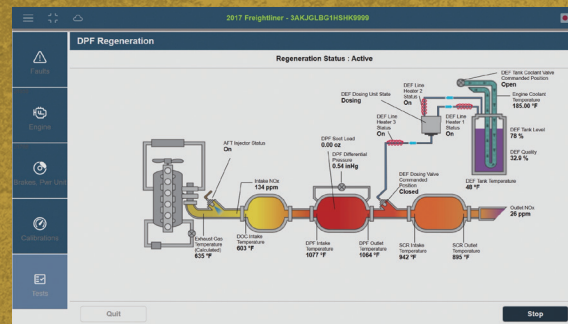 2017 Freightliner - 3AKJGLBG1HSHK9999
DPF Regeneration
Regeneration Status : Active
Faults
Engine
Brakes, Pwr Unit
Calibrations
Tests
AFT Injector Status
On
Intake NOx
134 ppm
Exhaust Gas
Temperature
(Calculated)
635 °F
DOC Intake
Temperature
603 °F
DPF Soot Load
0.00 oz
DPF Differential
Pressure
0.54 inHg
DPF Intake
Temperature
1077 °F
DPF Outlet
Temperature
1064 °F
DEF Dosing Unit State
Dosing
DEF Line
Heater 2
Status
On
DEF Line
Heater 3
Status
On
DEF Line
Heater 1
Status
On
DEF Dosing Valve
Commanded
Position
Closed
DEF Tank Coolant Valve
Commanded Position
Open
Engine Coolant
Temperature
185.00 °F
DEF Tank Level
78 %
DEF Quality
32.9 %
DEF Tank Temperature
49 °F
SCR Intake
Temperature
942 °F
SCR Outlet
Temperature
895 °F
Outlet NOx
26 ppm
Quit
Stop